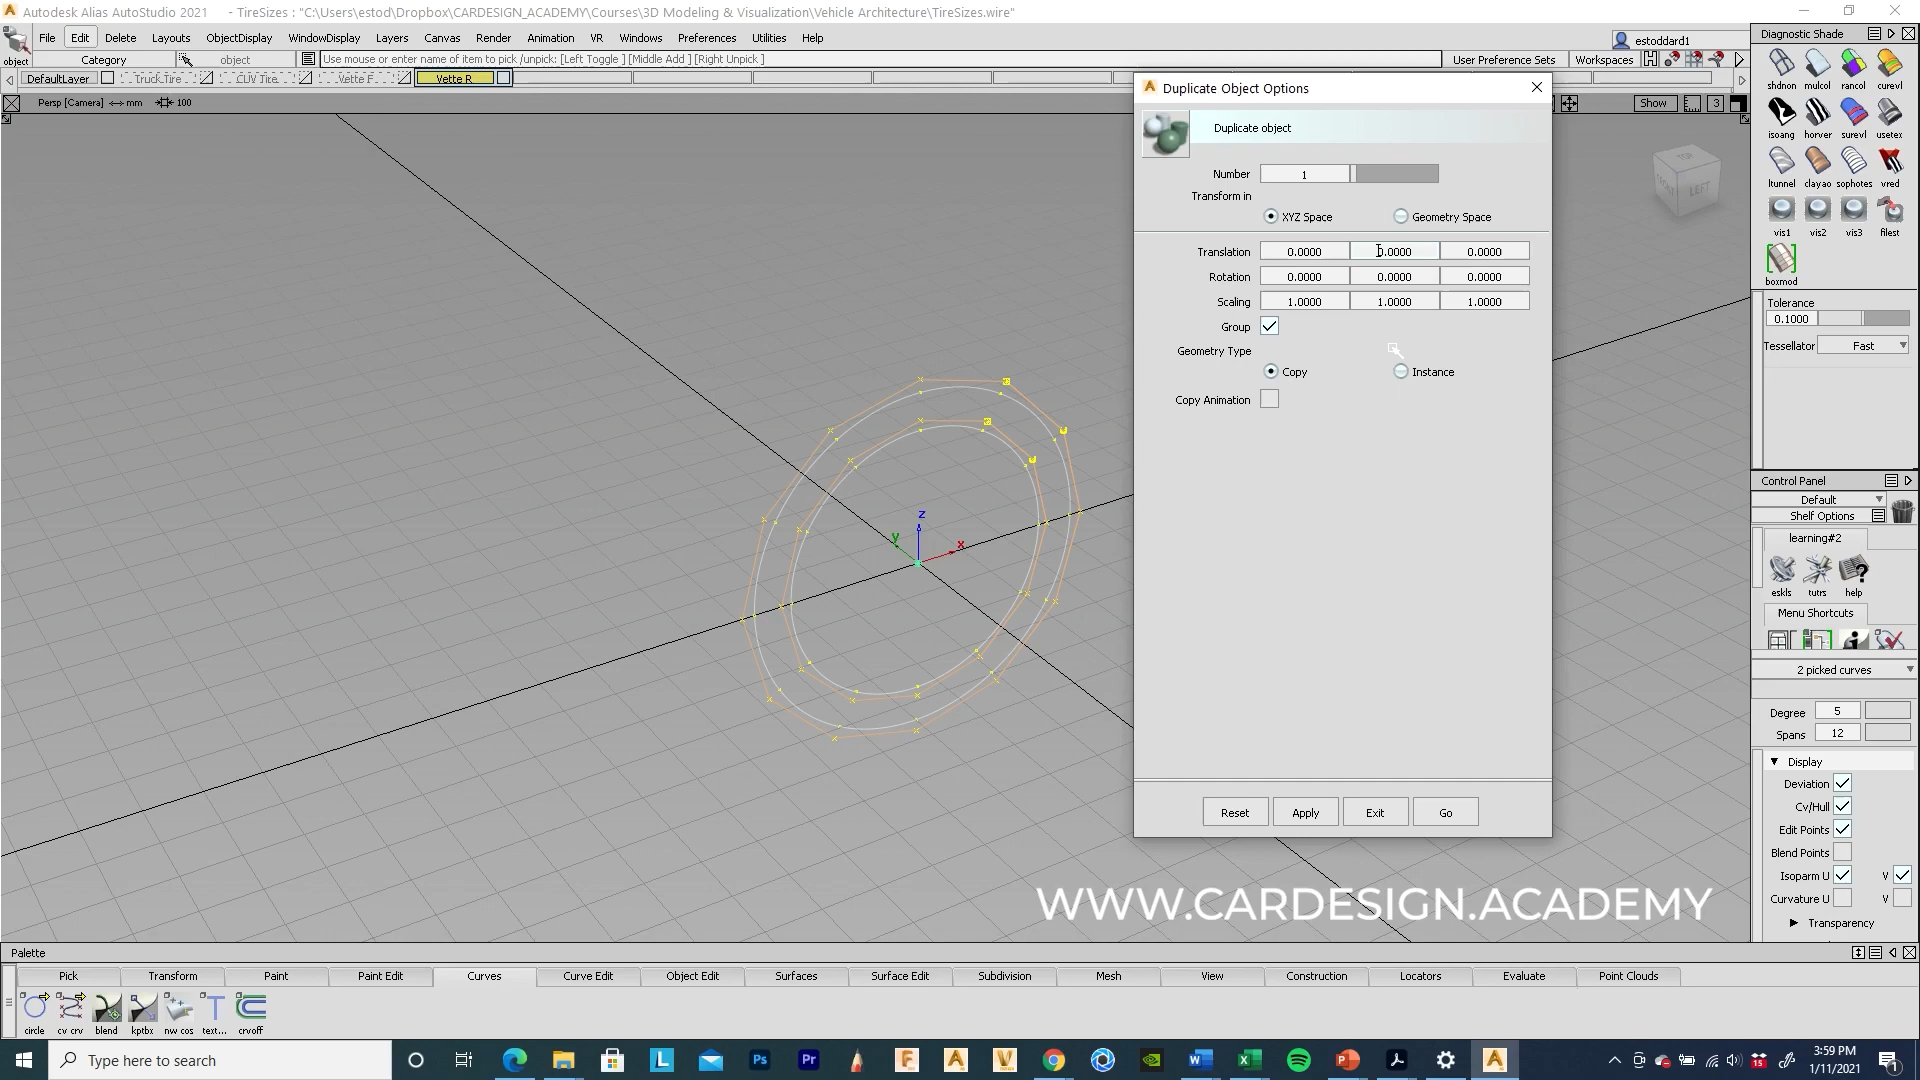 Autodesk Alias AutoStudio 2021 - TireSizes : "C:\Users\estod\Dropbox\CARDESIGN_ACADEMY\Courses\3D Modeling & Visualization\Vehicle Architecture\TireSizes.wire"
File Edit Delete Layouts ObjectDisplay WindowDisplay Layers Canvas Render Animation VR Windows Preferences Utilities Help
estoddard1
object Category object Use mouse or enter name of item to pick /unpick: [Left Toggle ] [Middle Add ] [Right Unpick ] User Preference Sets Workspaces
DefaultLayer Truck Tire CUV Tire Vette F Vette R
Persp [Camera] mm 100 Show 3
Duplicate Object Options
Duplicate object
Number 1
Transform in
XYZ Space Geometry Space
Translation 0.0000 0.0000 0.0000
Rotation 0.0000 0.0000 0.0000
Scaling 1.0000 1.0000 1.0000
Group
Geometry Type
Copy Instance
Copy Animation
Reset Apply Exit Go
z
y
x
LEFT
Diagnostic Shade
shdnon mulcol rancol curevl
isoang horver surevl usetex
ltunnel clayao sophotes vred
vis1 vis2 vis3 filest
boxmod
Tolerance
0.1000
Tessellator Fast
Control Panel
Default
Shelf Options
learning#2
eskls tutrs help
Menu Shortcuts
2 picked curves
Degree 5
Spans 12
Display
Deviation
Cv/Hull
Edit Points
Blend Points
Isoparm U V
Curvature U V
Transparency
WWW.CARDESIGN.ACADEMY
Palette
Pick Transform Paint Paint Edit Curves Curve Edit Object Edit Surfaces Surface Edit Subdivision Mesh View Construction Locators Evaluate Point Clouds
circle cv crv blend kptbx nw cos text... crvoff
Type here to search
3:59 PM
1/11/2021